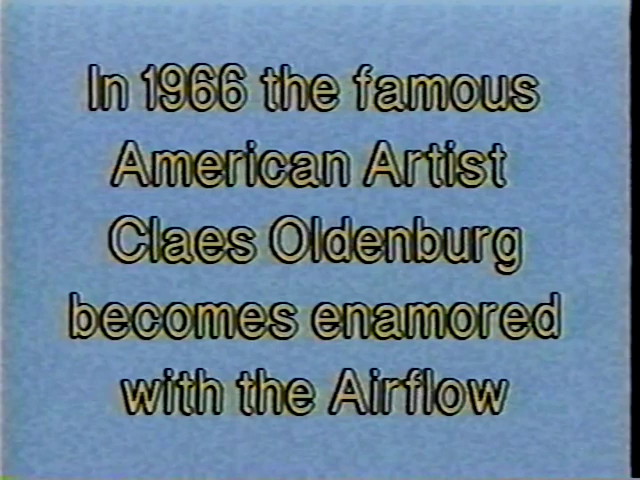 In 1966 the famous
American Artist
Claes Oldenburg
becomes enamored
with the Airflow